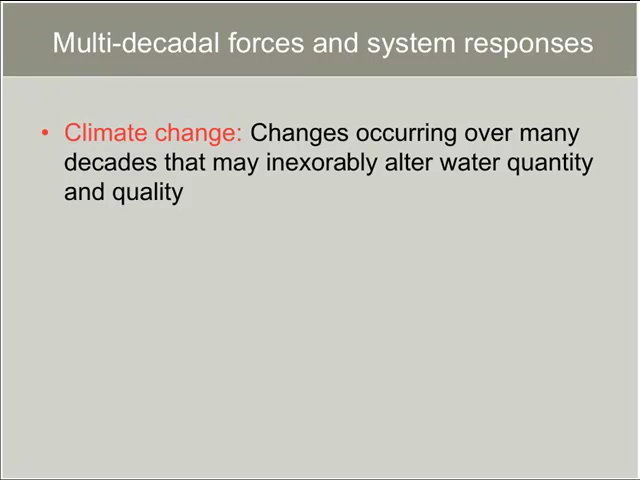 Multi-decadal forces and system responses
• Climate change: Changes occurring over many
decades that may inexorably alter water quantity
and quality